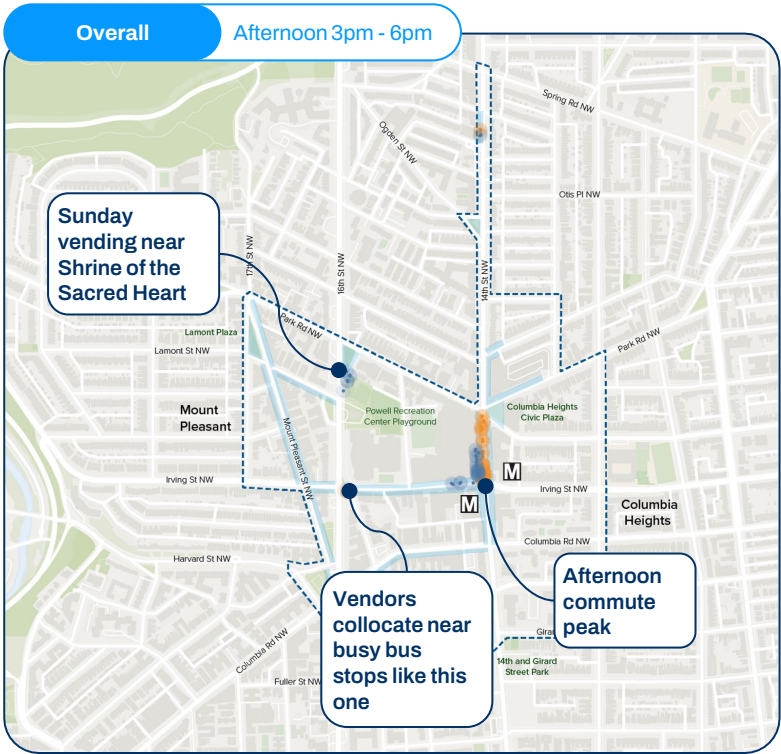 Overall
Afternoon 3pm - 6pm
Spring Rd NW
Ogden St NW
Otis Pl NW
Sunday
vending near
Shrine of the
Sacred Heart
17th St NW
16th St NW
14th St NW
Park Rd NW
Lamont Plaza
Lamont St NW
Park Rd NW
Mount
Pleasant
Powell Recreation
Center Playground
Columbia Heights
Civic Plaza
Mount Pleasant St NW
M
Irving St NW
M
Irving St NW
Columbia
Heights
Columbia Rd NW
Harvard St NW
Afternoon
commute
peak
Vendors
collocate near
busy bus
stops like this
one
Columbia Rd NW
Girar
14th and Girard
Street Park
Fuller St NW